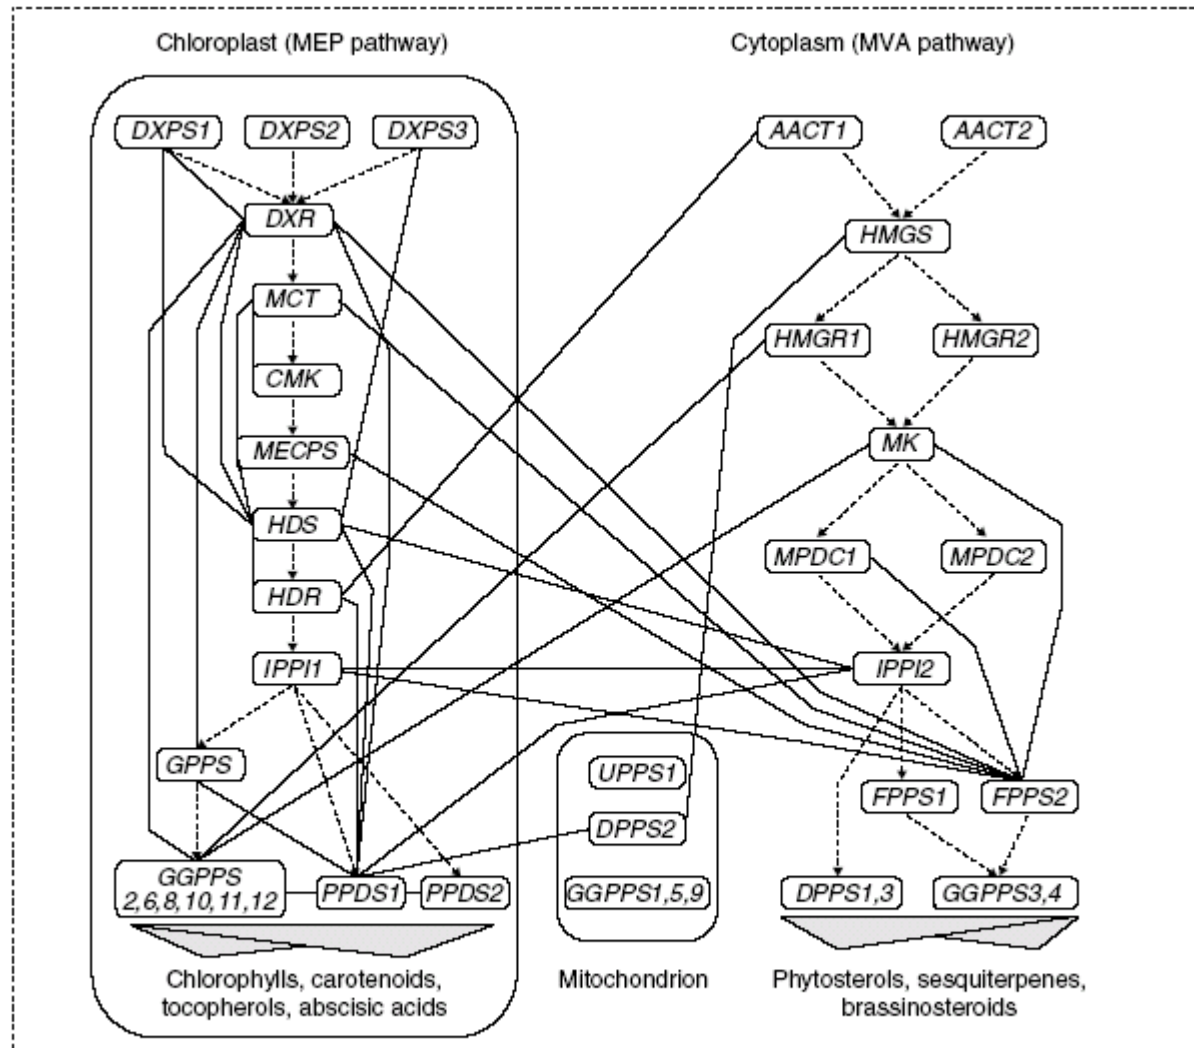 Chloroplast (MEP pathway)
Cytoplasm (MVA pathway)
DXPS1
DXPS2
DXPS3
AACT1
AACT2
DXR
HMGS
MCT
HMGR1
HMGR2
CMK
MECPS
MK
HDS
MPDC1
MPDC2
HDR
IPPI1
IPPI2
GPPS
UPPS1
FPPS1
FPPS2
DPPS2
GGPPS
2,6,8,10,11,12
PPDS1
PPDS2
GGPPS1,5,9
DPPS1,3
GGPPS3,4
Chlorophylls, carotenoids,
tocopherols, abscisic acids
Mitochondrion
Phytosterols, sesquiterpenes,
brassinosteroids